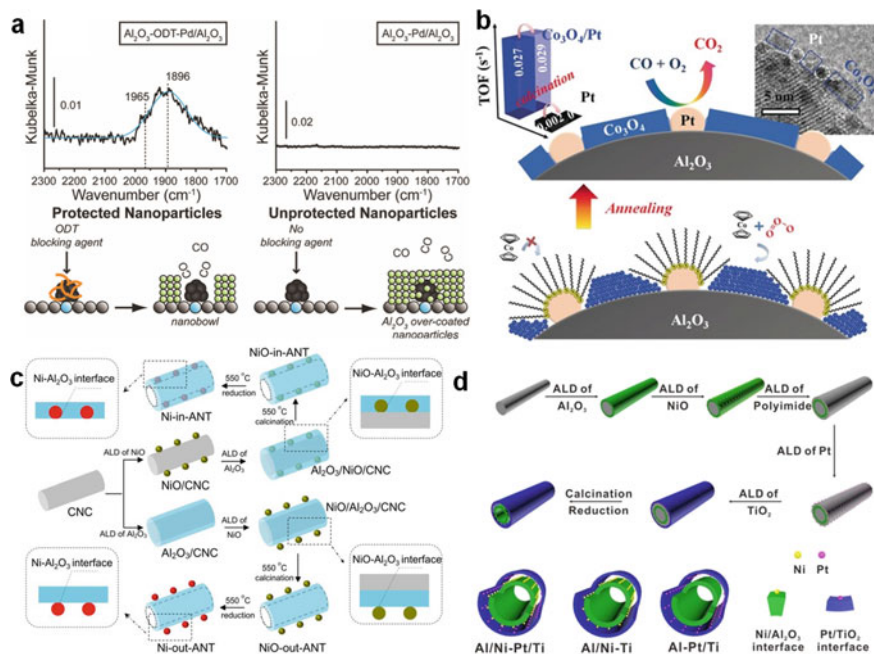 a
Al₂O₃-ODT-Pd/Al₂O₃
Al₂O₃-Pd/Al₂O₃
Kubelka-Munk
0.01
1965
1896
2300 2200 2100 2000 1900 1800 1700
Wavenumber (cm⁻¹)
Protected Nanoparticles
ODT
blocking agent
CO
nanobowl
Kubelka-Munk
0.02
2300 2200 2100 2000 1900 1800 1700
Wavenumber (cm⁻¹)
Unprotected Nanoparticles
No
blocking agent
CO
Al₂O₃ over-coated
nanoparticles
b
TOF (s⁻¹)
Co₃O₄/Pt
0.027
0.029
calcination
Pt
0.002
0
CO + O₂
CO₂
Pt
5 nm
Co₃O₄
Pt
Al₂O₃
Annealing
+
Al₂O₃
c
Ni-Al₂O₃ interface
Ni-in-ANT
550 °C
reduction
NiO-in-ANT
550 °C
calcination
NiO-Al₂O₃
interface
CNC
ALD of NiO
NiO/CNC
ALD of
Al₂O₃
Al₂O₃/NiO/CNC
ALD of Al₂O₃
Al₂O₃/CNC
ALD of
NiO
NiO/Al₂O₃/CNC
Ni-Al₂O₃ interface
Ni-out-ANT
550 °C
reduction
550 °C
calcination
NiO-out-ANT
NiO-Al₂O₃
interface
d
ALD of
Al₂O₃
ALD of
NiO
ALD of
Polyimide
ALD of Pt
ALD of
TiO₂
Calcination
Reduction
Ni
Pt
Al/Ni-Pt/Ti
Al/Ni-Ti
Al-Pt/Ti
Ni/Al₂O₃
interface
Pt/TiO₂
interface